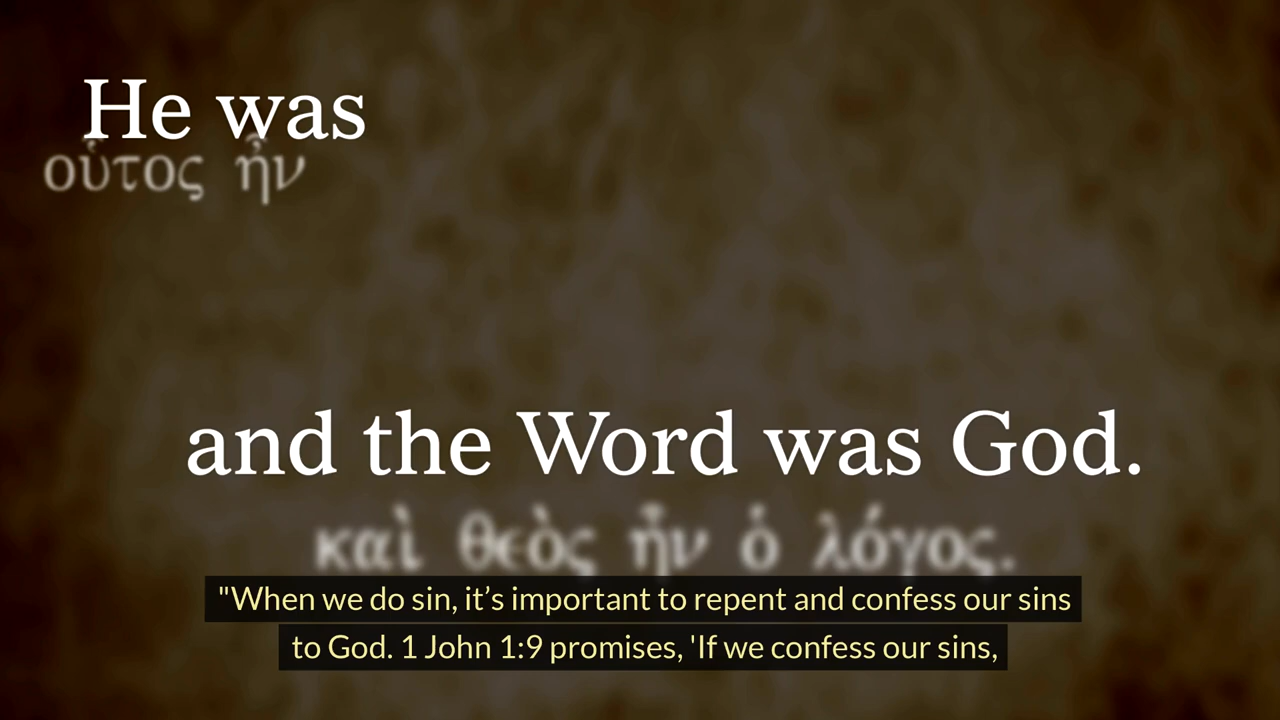 He was
οὗτος ἦν
and the Word was God.
καὶ θεὸς ἦν ὁ λόγος.
"When we do sin, it’s important to repent and confess our sins
to God. 1 John 1:9 promises, 'If we confess our sins,